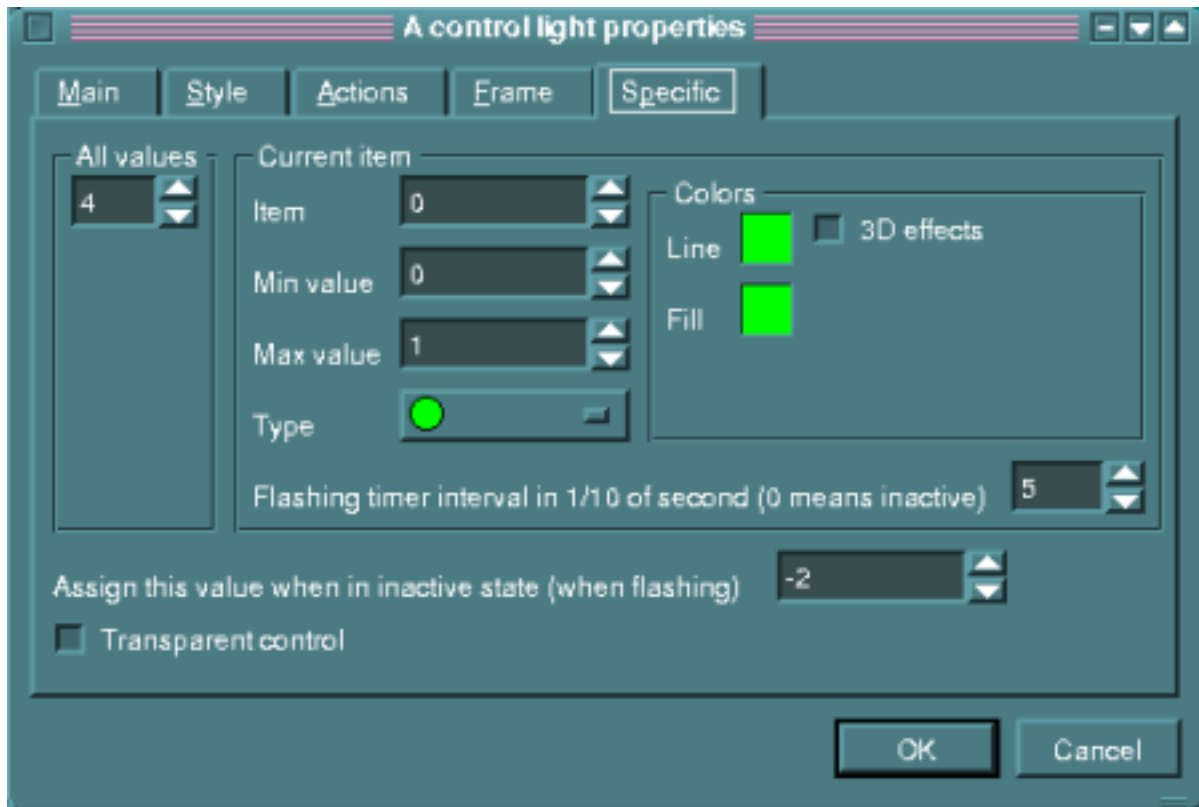 A control light properties
Main Style Actions Frame Specific
All values
4
Current item
Item 0
Min value 0
Max value 1
Type
Colors
Line
3D effects
Fill
Flashing timer interval in 1/10 of second (0 means inactive) 5
Assign this value when in inactive state (when flashing) -2
Transparent control
OK Cancel